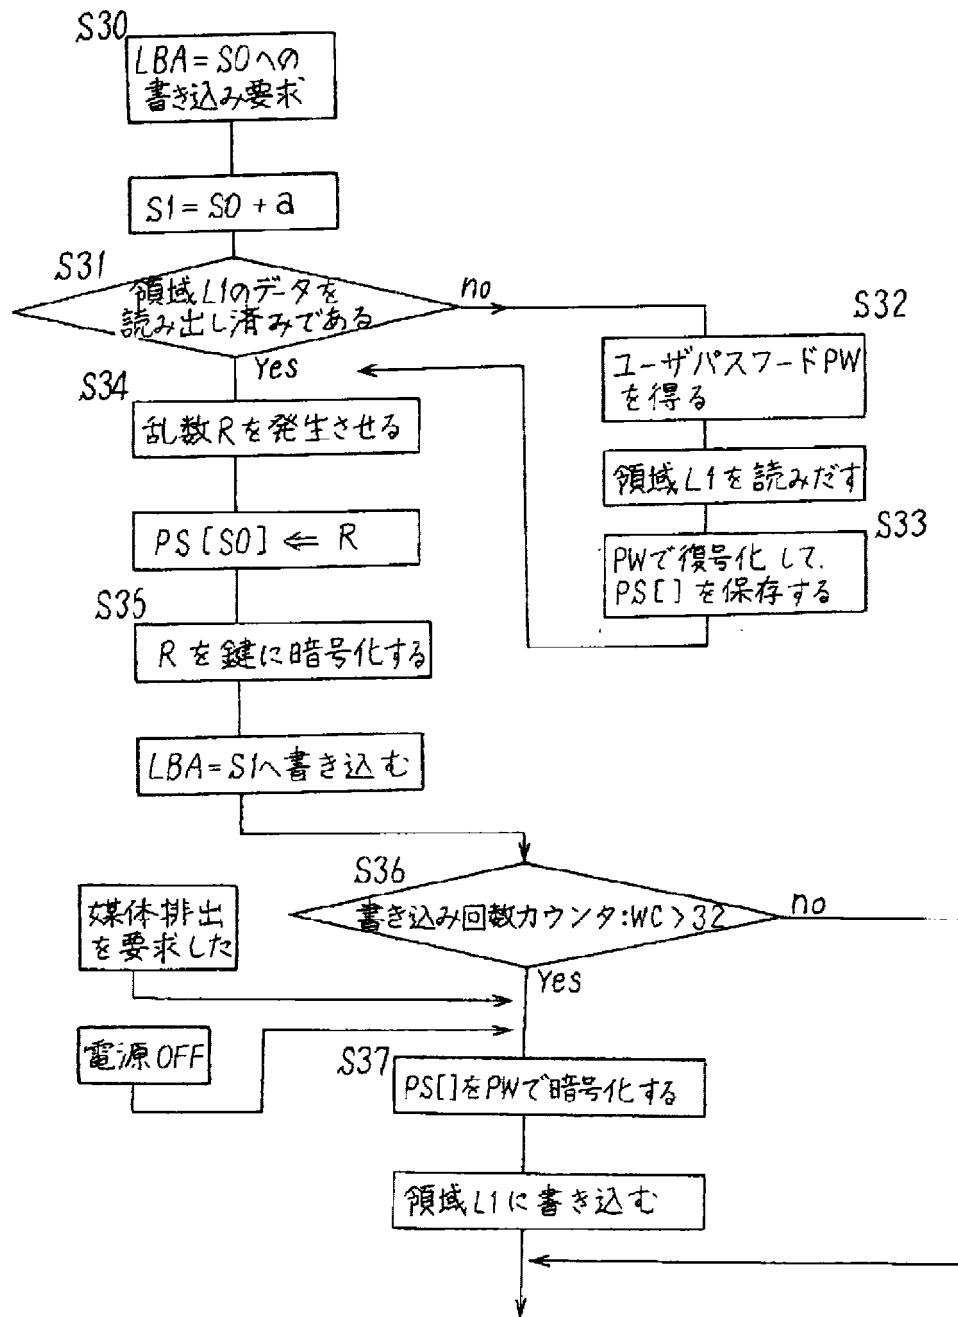 S30
LBA=S0への
書き込み要求
S1=S0+a
S31
領域L1のデータを
読み出し済みである
no
Yes
S32
ユーザパスワードPW
を得る
領域L1を読みだす
S33
PWで復号化して.
PS[]を保存する
S34
乱数Rを発生させる
PS[S0]⇐R
S35
Rを鍵に暗号化する
LBA=S1へ書き込む
S36
書き込み回数カウンタ:WC>32
no
Yes
媒体排出
を要求した
電源OFF
S37
PS[]をPWで暗号化する
領域L1に書き込む